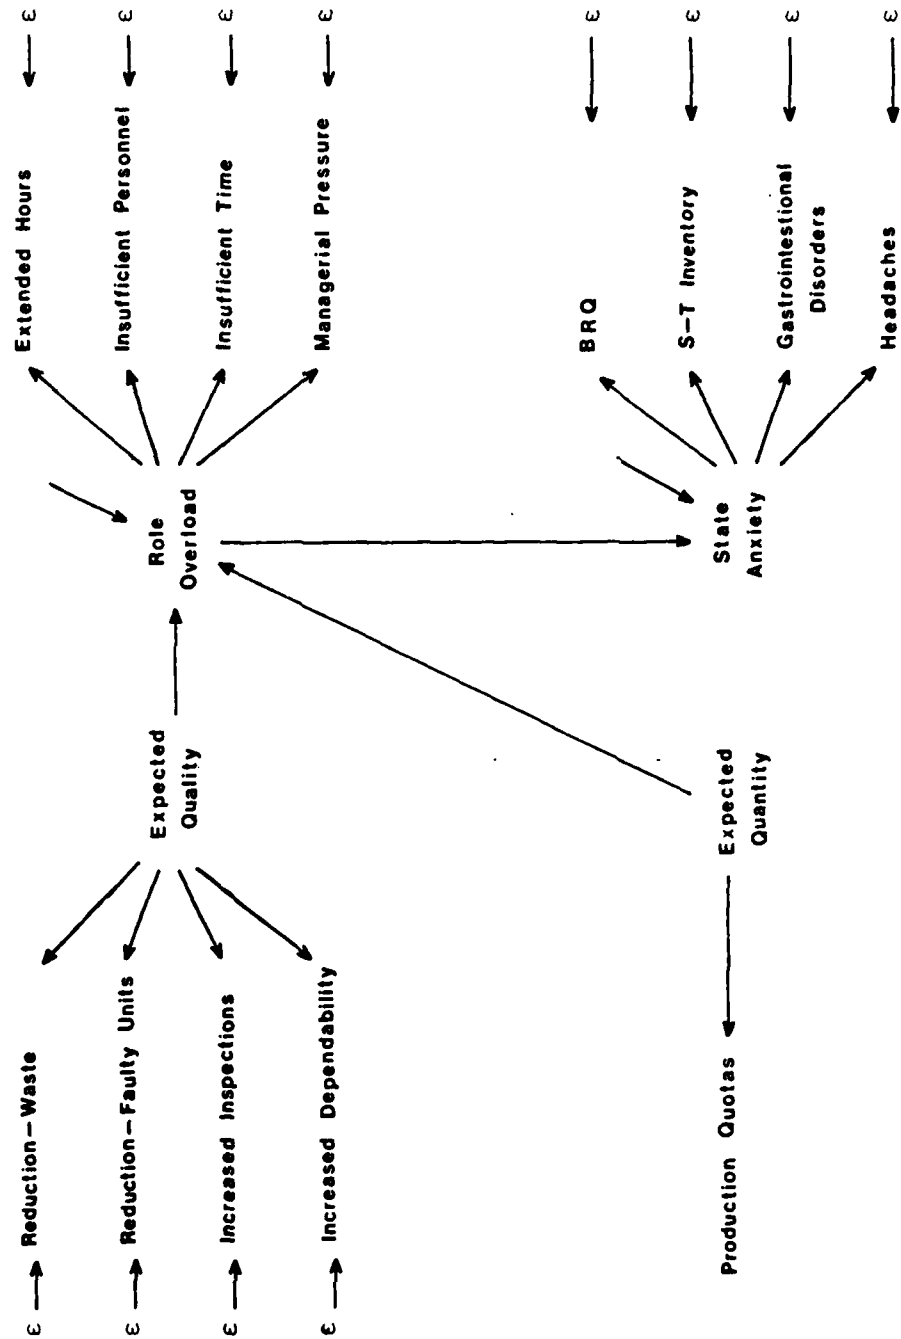 ε Reduction–Waste Extended Hours ε
ε Reduction–Faulty Units Insufficient Personnel ε
Expected Role
Quality Overload
ε Increased Inspections Insufficient Time ε
ε Increased Dependability Managerial Pressure ε
BRQ ε
S–T Inventory ε
Production Quotas
Expected State
Quantity Anxiety
Gastrointestional ε
Disorders
Headaches ε